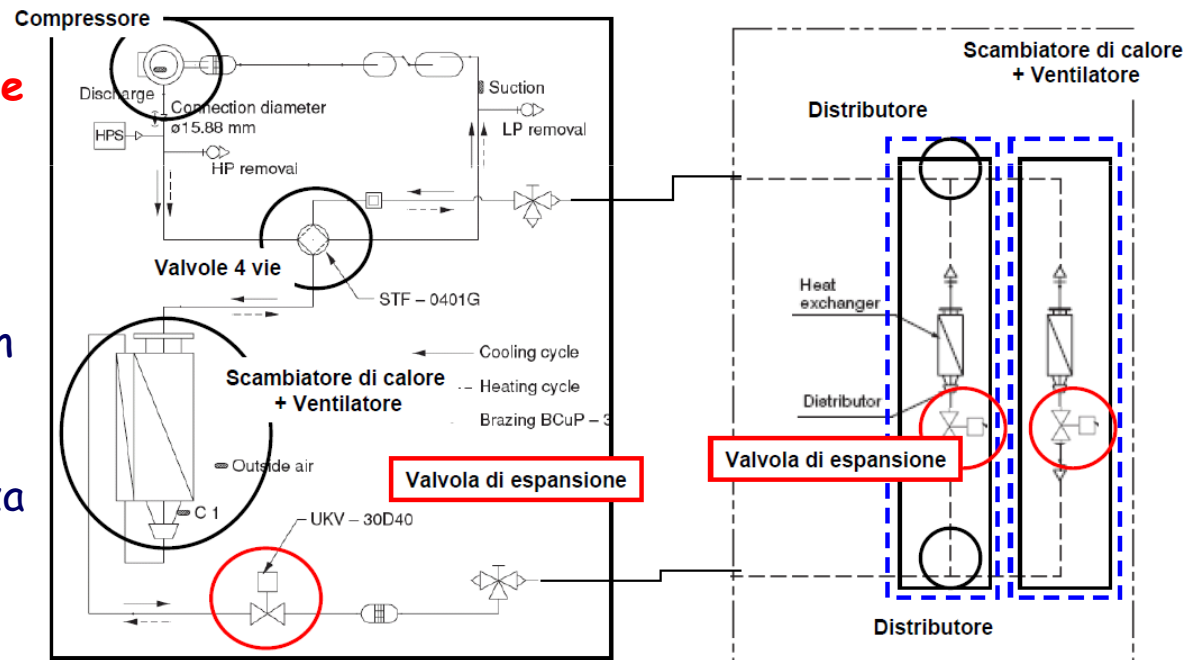 Compressore
e
Discharge
Connection diameter
ø15.88 mm
HPS
HP removal
Suction
LP removal
Valvole 4 vie
STF – 0401G
n
Scambiatore di calore
+ Ventilatore
Cooling cycle
Heating cycle
Brazing BCuP – 3
Outside air
Valvola di espansione
ta
C 1
UKV – 30D40
Scambiatore di calore
+ Ventilatore
Distributore
Heat
exchanger
Distributor
Valvola di espansione
Distributore